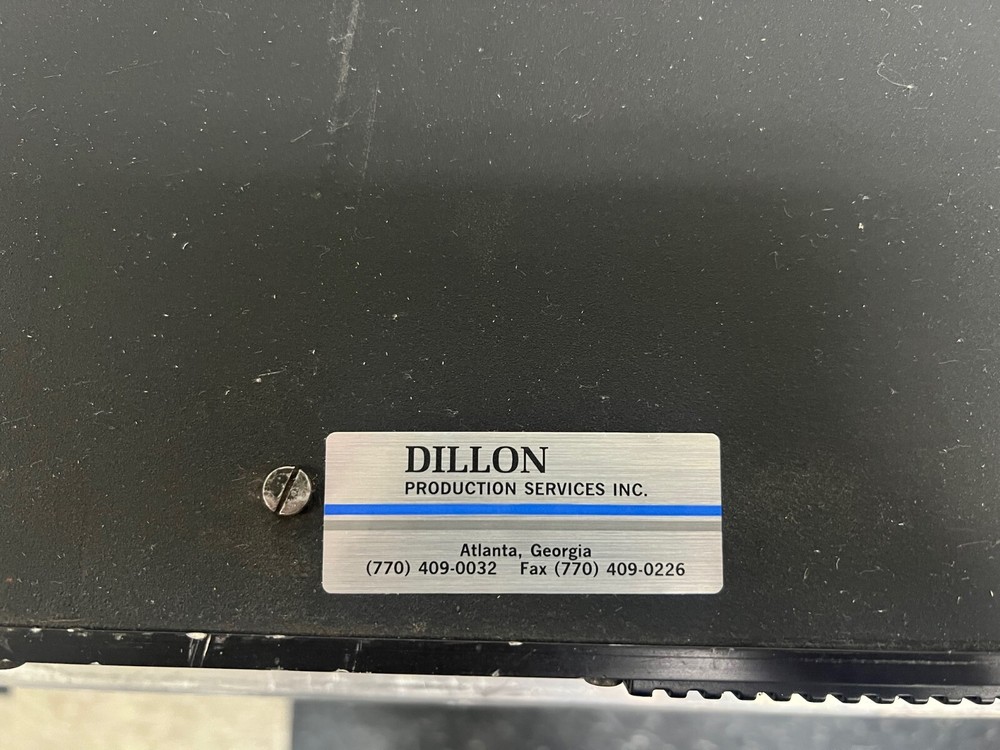 DILLON
PRODUCTION SERVICES INC.
Atlanta, Georgia
(770) 409-0032 Fax (770) 409-0226